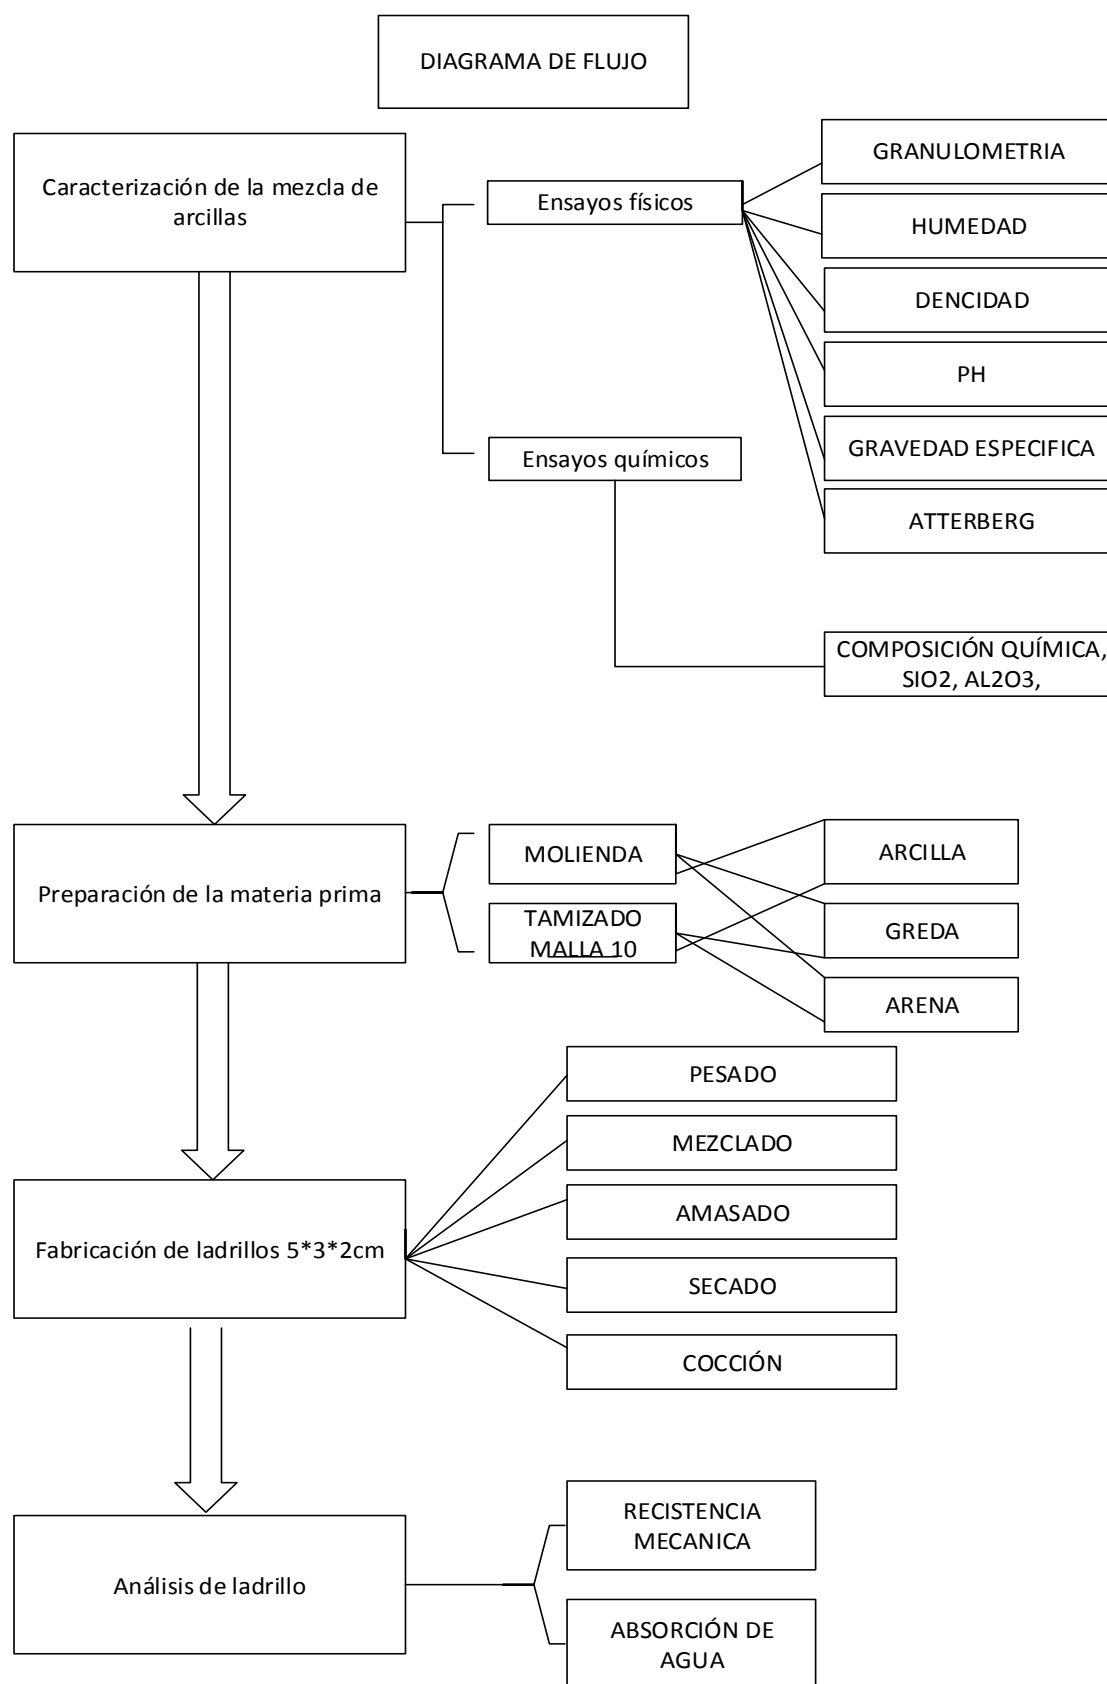 DIAGRAMA DE FLUJO
Caracterización de la mezcla de
arcillas
Ensayos físicos
GRANULOMETRIA
HUMEDAD
DENCIDAD
PH
GRAVEDAD ESPECIFICA
ATTERBERG
Ensayos químicos
COMPOSICIÓN QUÍMICA,
SIO2, AL2O3,
Preparación de la materia prima
MOLIENDA
TAMIZADO
MALLA 10
ARCILLA
GREDA
ARENA
Fabricación de ladrillos 5*3*2cm
PESADO
MEZCLADO
AMASADO
SECADO
COCCIÓN
Análisis de ladrillo
RECISTENCIA
MECANICA
ABSORCIÓN DE
AGUA